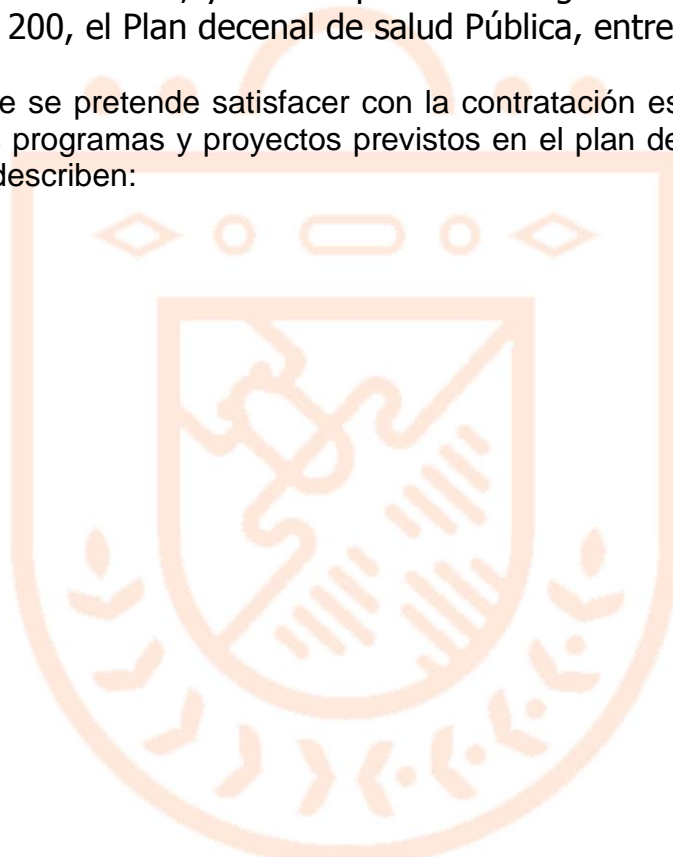 200, el Plan decenal de salud Pública, entre
e se pretende satisfacer con la contratación es
programas y proyectos previstos en el plan de
describen: